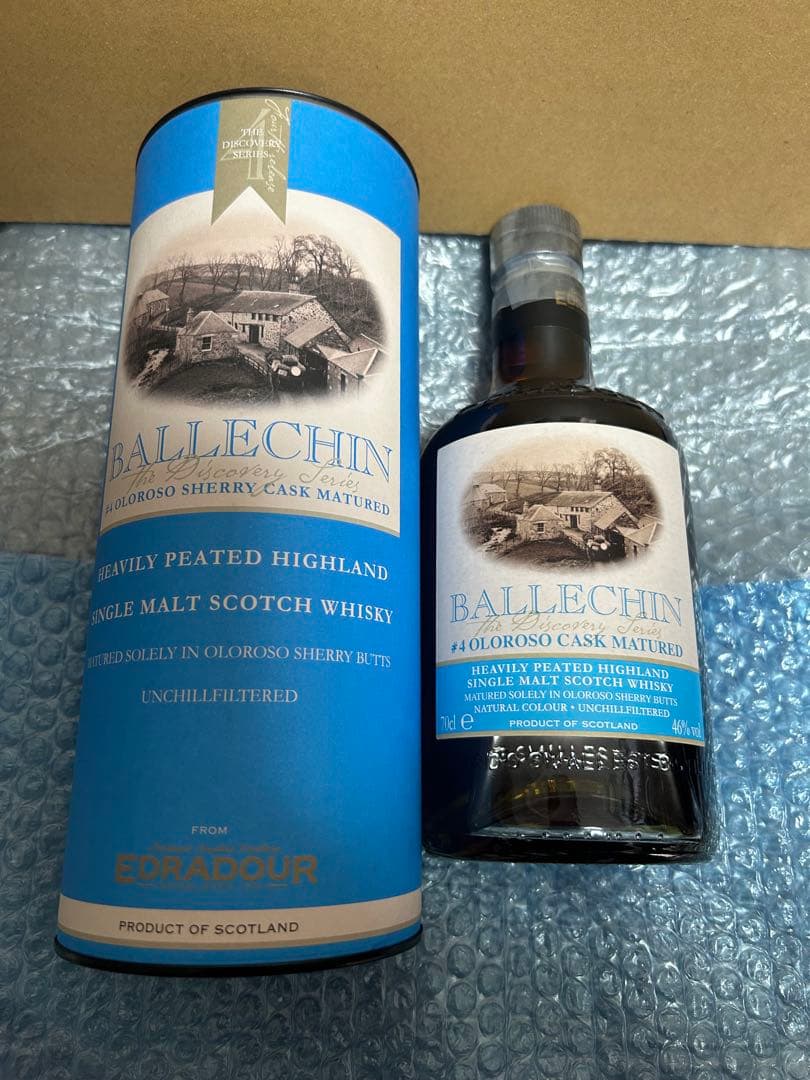 THE
DISCOVERY
SERIES
4
Fourth release
BALLECHIN
The Discovery Series
#4 OLOROSO SHERRY CASK MATURED
HEAVILY PEATED HIGHLAND
SINGLE MALT SCOTCH WHISKY
MATURED SOLELY IN OLOROSO SHERRY BUTTS
UNCHILLFILTERED
FROM
EDRADOUR
PRODUCT OF SCOTLAND
BALLECHIN
The Discovery Series
#4 OLOROSO CASK MATURED
HEAVILY PEATED HIGHLAND
SINGLE MALT SCOTCH WHISKY
MATURED SOLELY IN OLOROSO SHERRY BUTTS
NATURAL COLOUR • UNCHILLFILTERED
70cl e PRODUCT OF SCOTLAND 46% vol